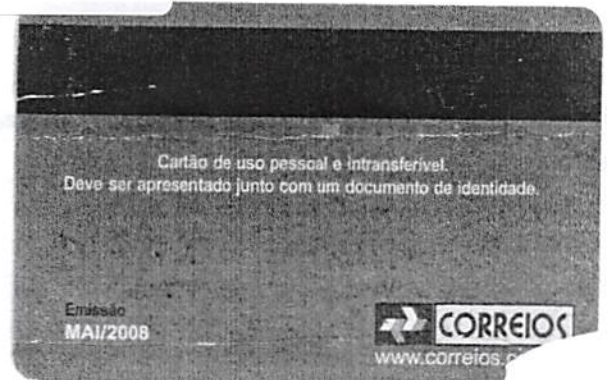 Cartão de uso pessoal e intransferível.
Deve ser apresentado junto com um documento de identidade.
Emissão
MAI/2008
CORREIOS
www.correios.